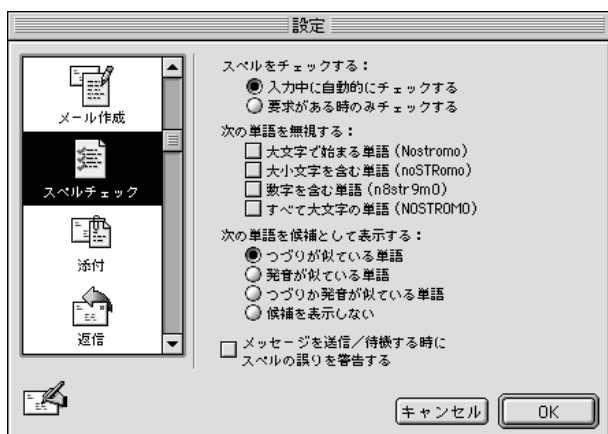 設定
メール作成
スペルチェック
添付
返信
スペルをチェックする：
入力中に自動的にチェックする
要求がある時のみチェックする
次の単語を無視する：
大文字で始まる単語(Nostromo)
大小文字を含む単語(noSTRomo)
数字を含む単語(n8str9m0)
すべて大文字の単語(NOSTROMO)
次の単語を候補として表示する：
つづりが似ている単語
発音が似ている単語
つづりか発音が似ている単語
候補を表示しない
メッセージを送信／待機する時に
スペルの誤りを警告する
キャンセル
OK